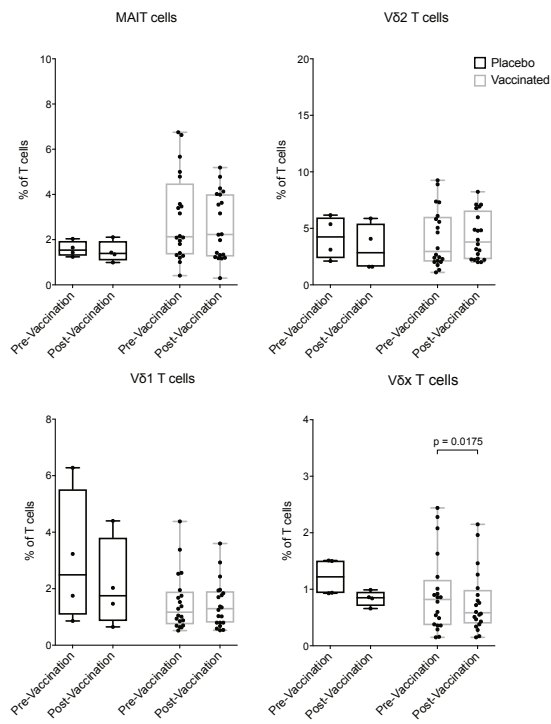 MAIT cells
10
8
6
4
2
0
% of T cells
Pre-Vaccination
Post-Vaccination
Pre-Vaccination
Post-Vaccination
Vδ2 T cells
20
15
10
5
0
% of T cells
Pre-Vaccination
Post-Vaccination
Pre-Vaccination
Post-Vaccination
Placebo
Vaccinated
Vδ1 T cells
8
6
4
2
0
% of T cells
Pre-Vaccination
Post-Vaccination
Pre-Vaccination
Post-Vaccination
Vδx T cells
4
3
2
1
0
% of T cells
p = 0.0175
Pre-Vaccination
Post-Vaccination
Pre-Vaccination
Post-Vaccination